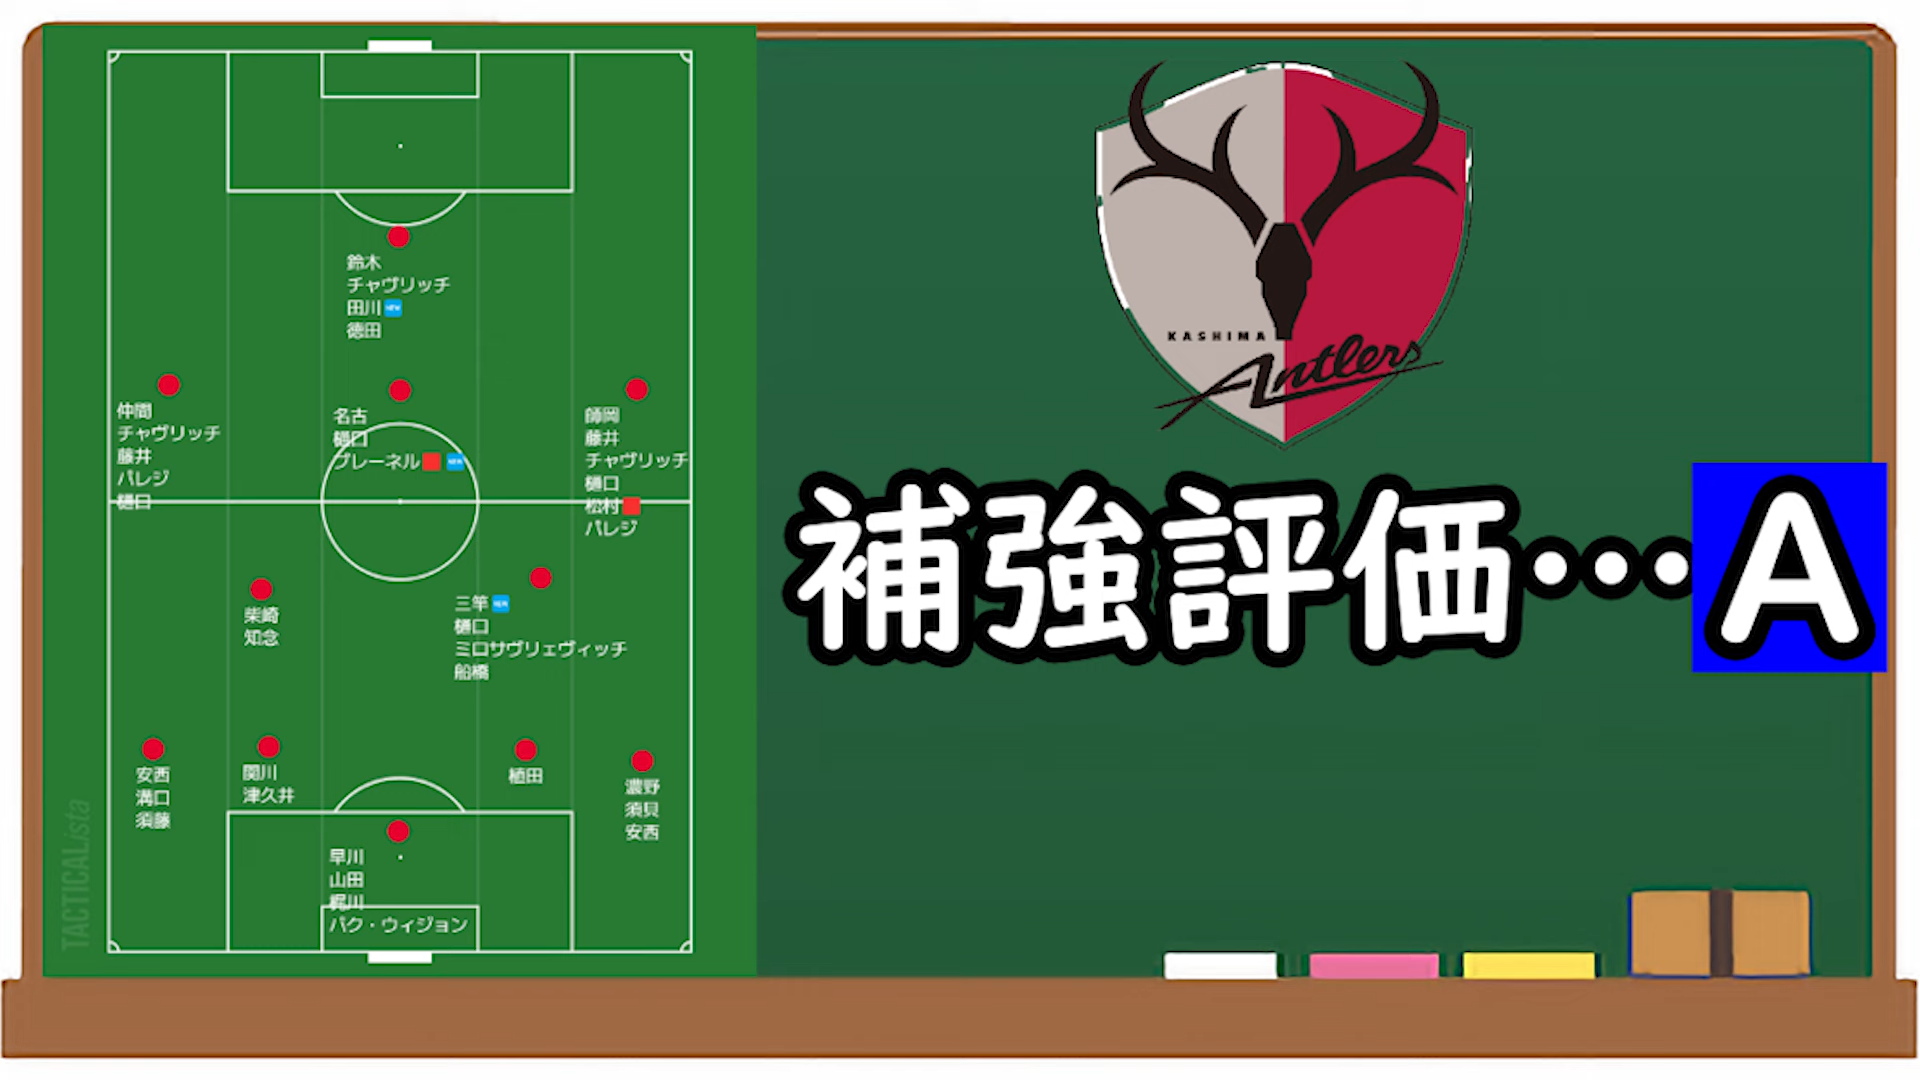 鈴木
チャヴリッチ
田川 NEW
徳田
仲間
チャヴリッチ
藤井
パレジ
樋口
名古
樋口
ブレーネル NEW
師岡
藤井
チャヴリッチ
樋口
松村
パレジ
柴崎
知念
三竿 NEW
樋口
ミロサヴリェヴィッチ
船橋
安西
溝口
須藤
関川
津久井
植田
濃野
須貝
安西
早川
山田
梶川
パク・ウィジョン
TACTICALista
KASHIMA
Antlers
補強評価…A